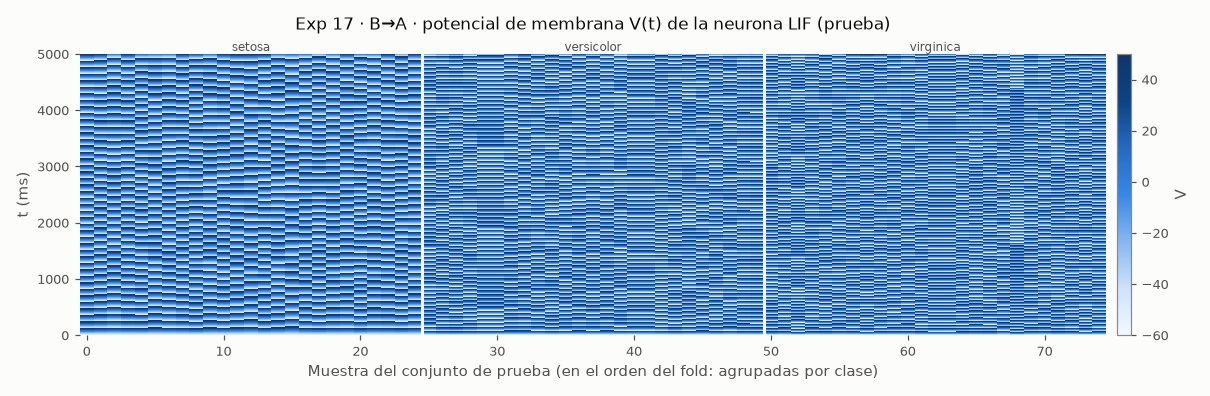 Exp 17 · B→A · potencial de membrana V(t) de la neurona LIF (prueba)
setosa versicolor virginica
5000
4000
3000
2000
1000
0
t (ms)
0 10 20 30 40 50 60 70
Muestra del conjunto de prueba (en el orden del fold: agrupadas por clase)
40
20
0
−20
−40
−60
V